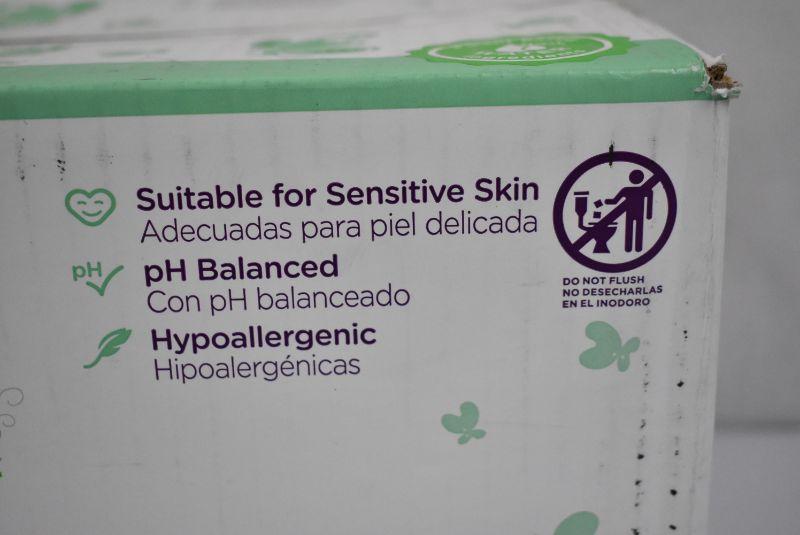 Suitable for Sensitive Skin
Adecuadas para piel delicada
pH
pH Balanced
Con pH balanceado
Hypoallergenic
Hipoalergénicas
DO NOT FLUSH
NO DESECHARLAS
EN EL INODORO